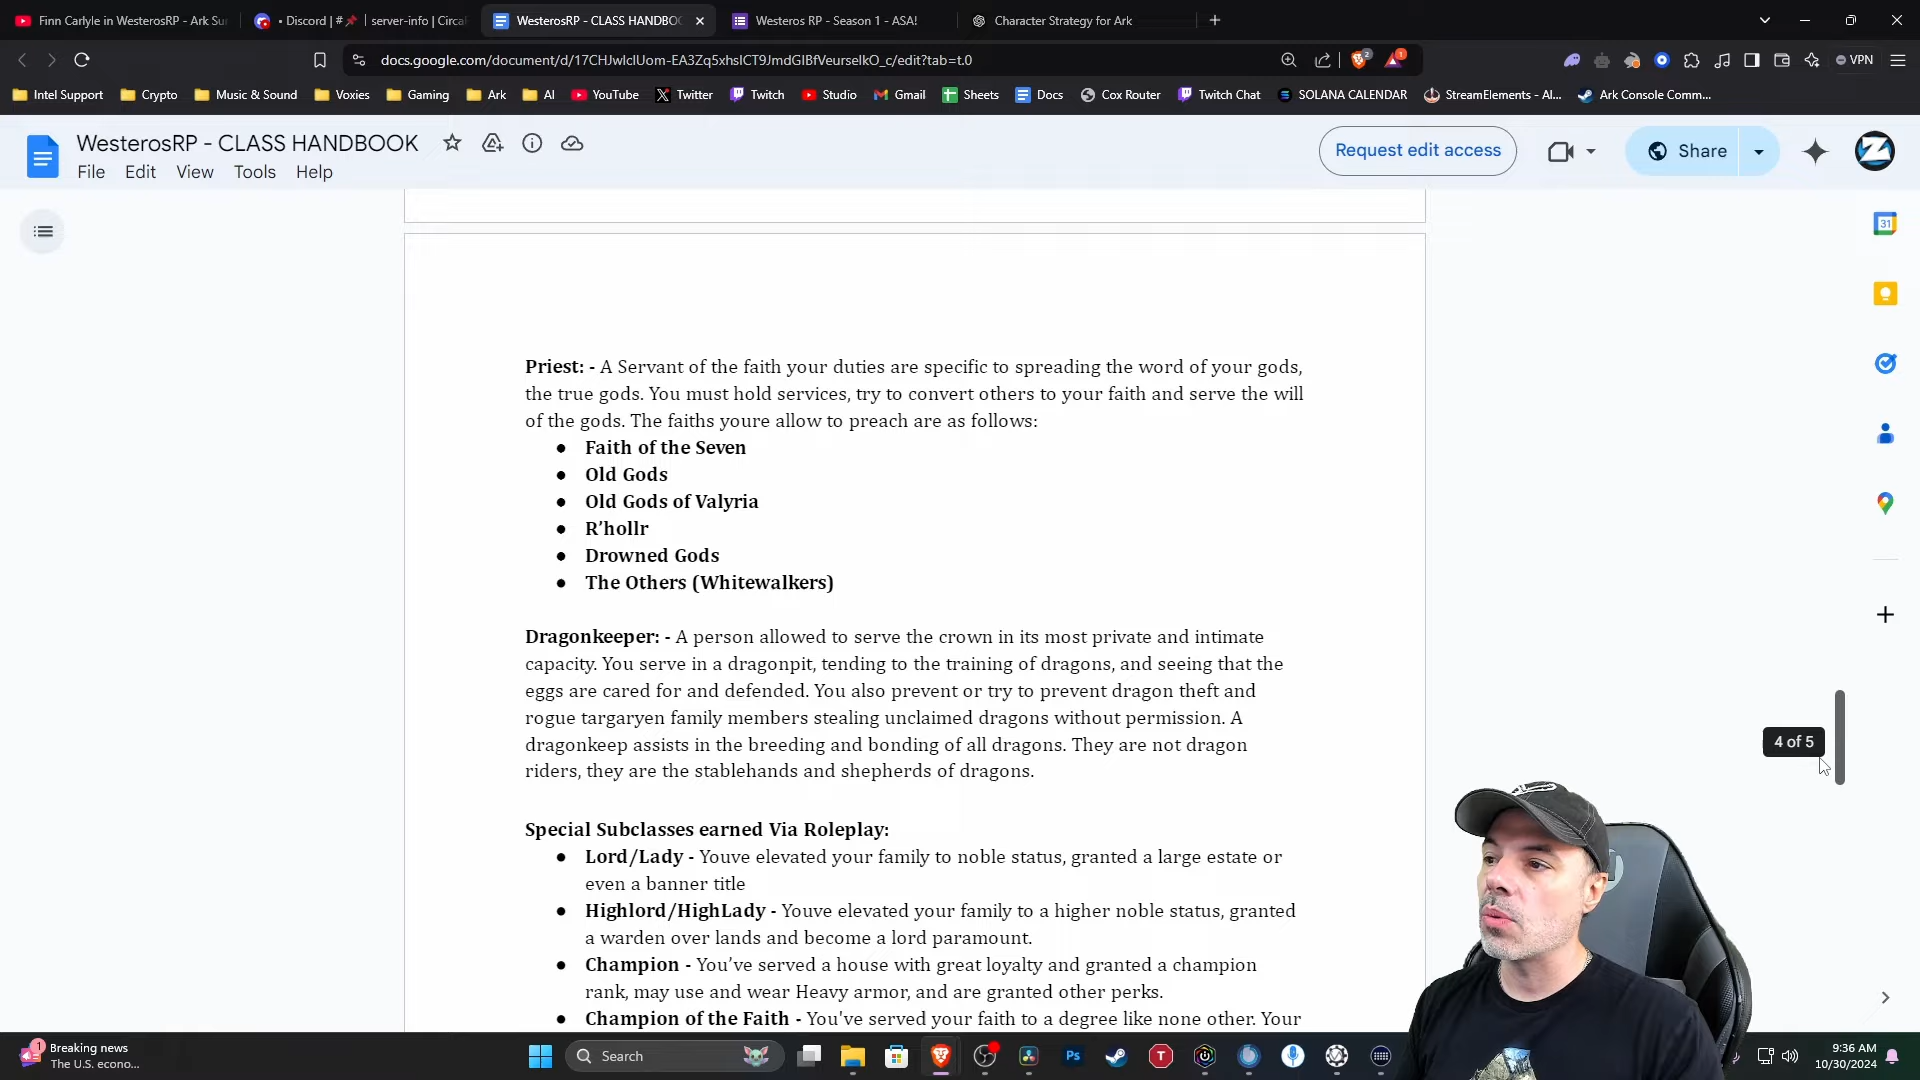 Finn Carlyle in WesterosRP - Ark Sur
• Discord | #📌 | server-info | Circa
WesterosRP - CLASS HANDBOO
Westeros RP - Season 1 - ASA!
Character Strategy for Ark
docs.google.com/document/d/17CHJwlclUom-EA3Zq5xhslCT9JmdGIBfVeurselkO_c/edit?tab=t.0
2
1
VPN
Intel Support
Crypto
Music & Sound
Voxies
Gaming
Ark
AI
YouTube
Twitter
Twitch
Studio
Gmail
Sheets
Docs
Cox Router
Twitch Chat
SOLANA CALENDAR
StreamElements - Al...
Ark Console Comm...
WesterosRP - CLASS HANDBOOK
File
Edit
View
Tools
Help
Request edit access
Share
31
Priest: - A Servant of the faith your duties are specific to spreading the word of your gods,
the true gods. You must hold services, try to convert others to your faith and serve the will
of the gods. The faiths youre allow to preach are as follows:
● Faith of the Seven
● Old Gods
● Old Gods of Valyria
● R’hollr
● Drowned Gods
● The Others (Whitewalkers)
Dragonkeeper: - A person allowed to serve the crown in its most private and intimate
capacity. You serve in a dragonpit, tending to the training of dragons, and seeing that the
eggs are cared for and defended. You also prevent or try to prevent dragon theft and
rogue targaryen family members stealing unclaimed dragons without permission. A
dragonkeep assists in the breeding and bonding of all dragons. They are not dragon
riders, they are the stablehands and shepherds of dragons.
4 of 5
Special Subclasses earned Via Roleplay:
● Lord/Lady - Youve elevated your family to noble status, granted a large estate or
even a banner title
● Highlord/HighLady - Youve elevated your family to a higher noble status, granted
a warden over lands and become a lord paramount.
● Champion - You’ve served a house with great loyalty and granted a champion
rank, may use and wear Heavy armor, and are granted other perks.
● Champion of the Faith - You've served your faith to a degree like none other. Your
1
Breaking news
The U.S. econo...
Search
Ps
T
9:36 AM
10/30/2024